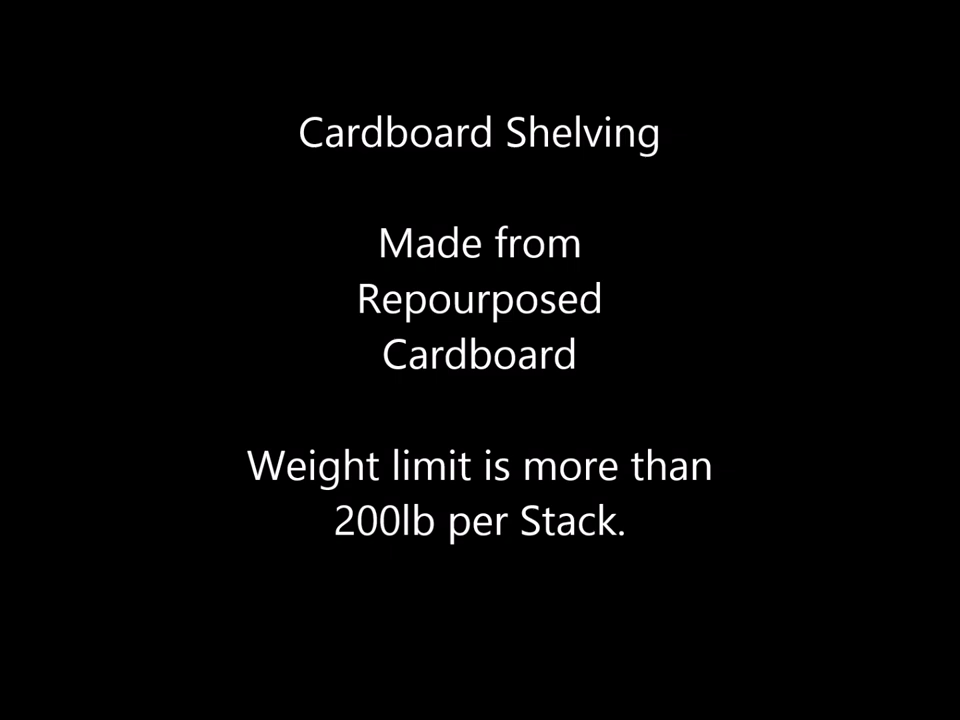 Cardboard Shelving
Made from
Repourposed
Cardboard
Weight limit is more than
200lb per Stack.